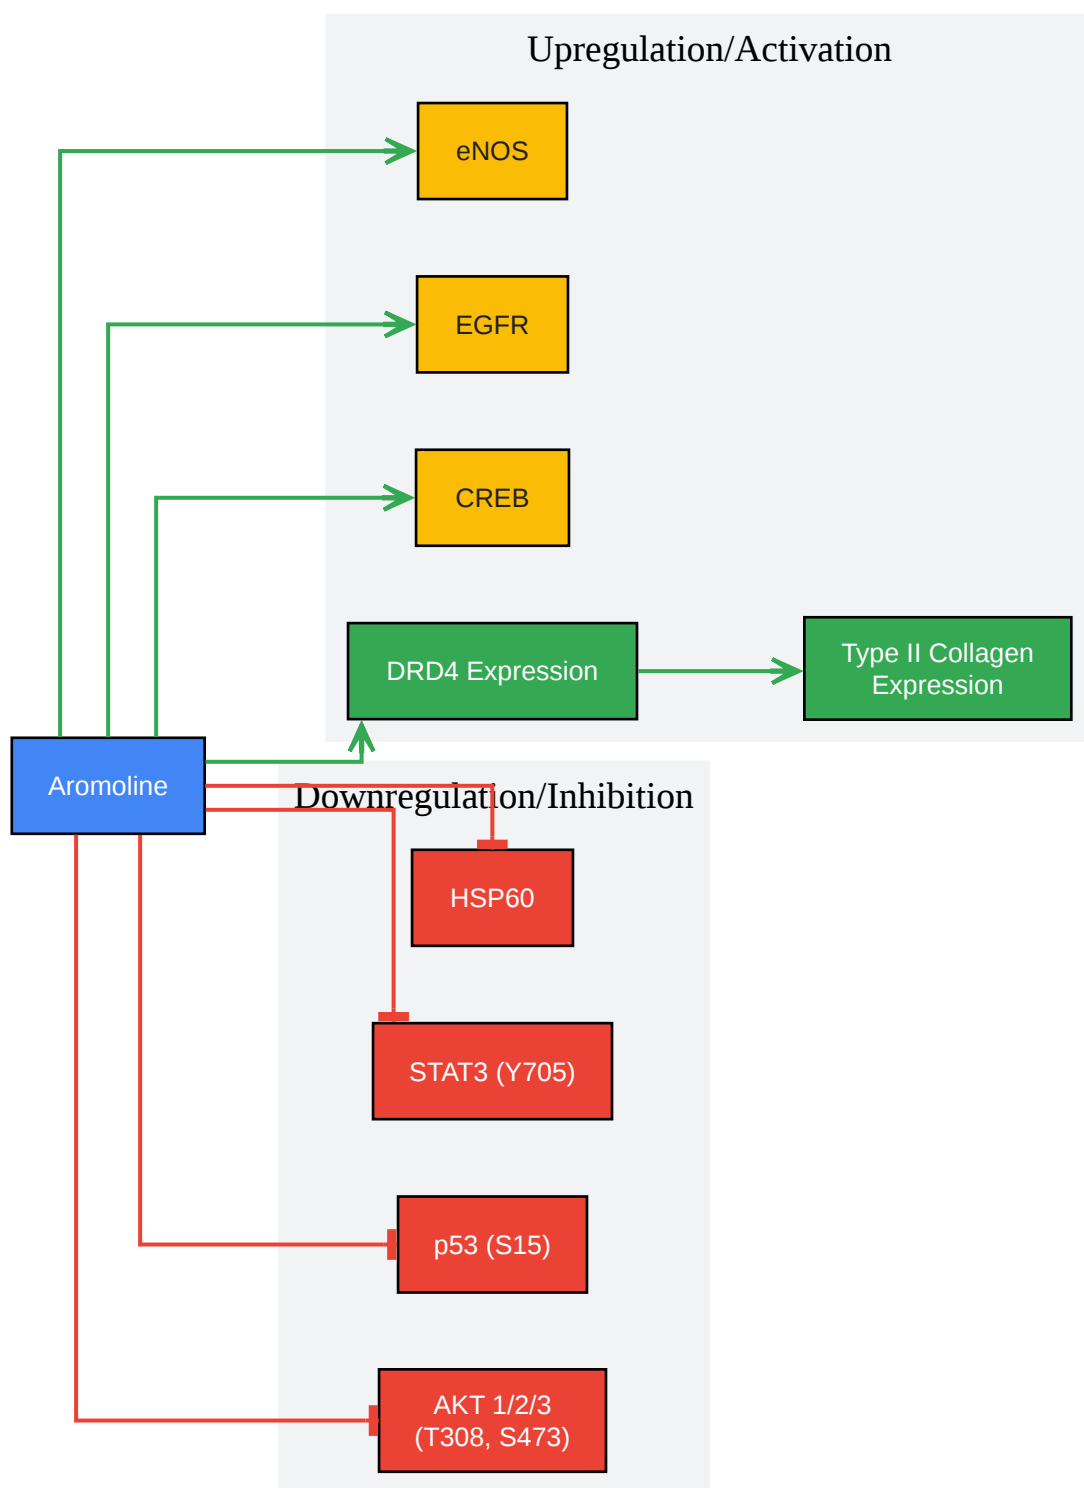 Upregulation/Activation
eNOS
EGFR
CREB
DRD4 Expression
Type II Collagen
Expression
Aromoline
Downregulation/Inhibition
HSP60
STAT3 (Y705)
p53 (S15)
AKT 1/2/3
(T308, S473)